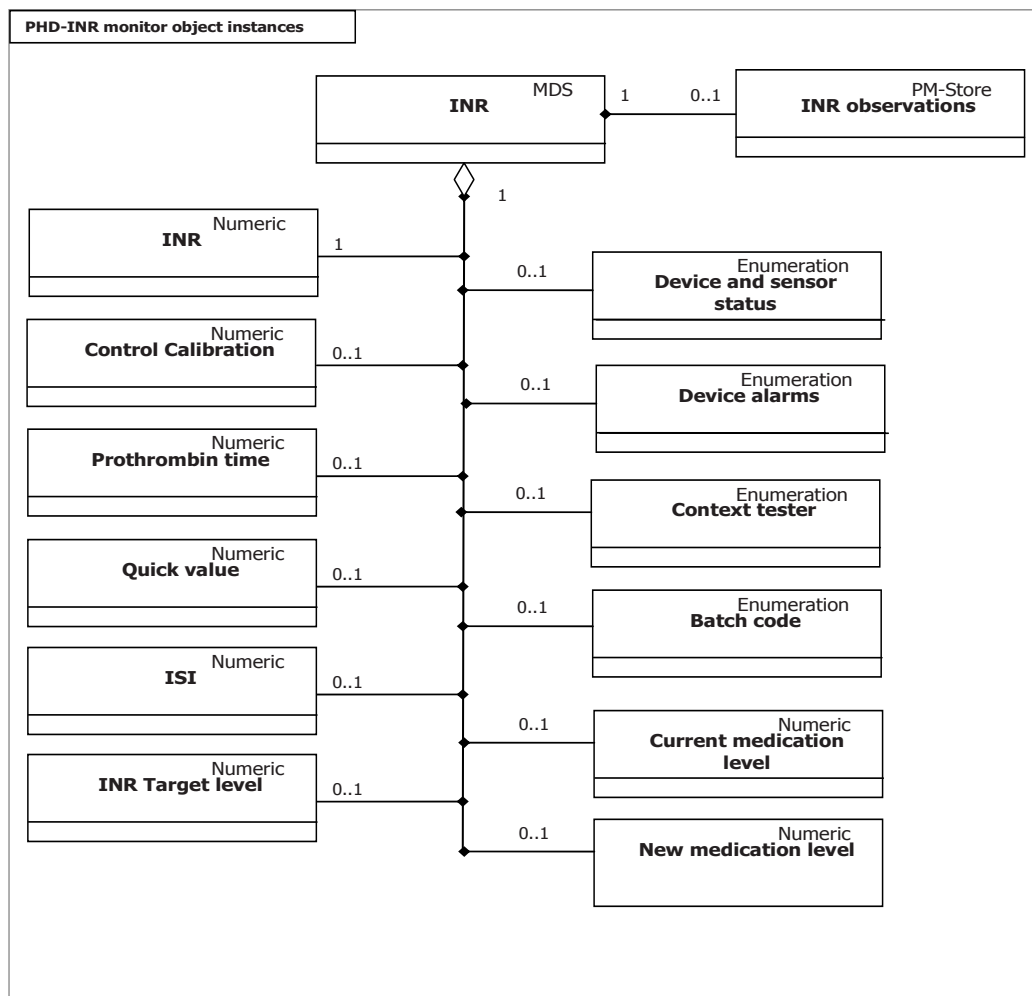 PHD-INR monitor object instances
MDS
INR
1
0..1
PM-Store
INR observations
1
Numeric
INR
1
Enumeration
Device and sensor
status
0..1
Numeric
Control Calibration
0..1
Enumeration
Device alarms
0..1
Numeric
Prothrombin time
0..1
Enumeration
Context tester
0..1
Numeric
Quick value
0..1
Enumeration
Batch code
0..1
Numeric
ISI
0..1
Numeric
Current medication
level
0..1
Numeric
INR Target level
0..1
Numeric
New medication level
0..1